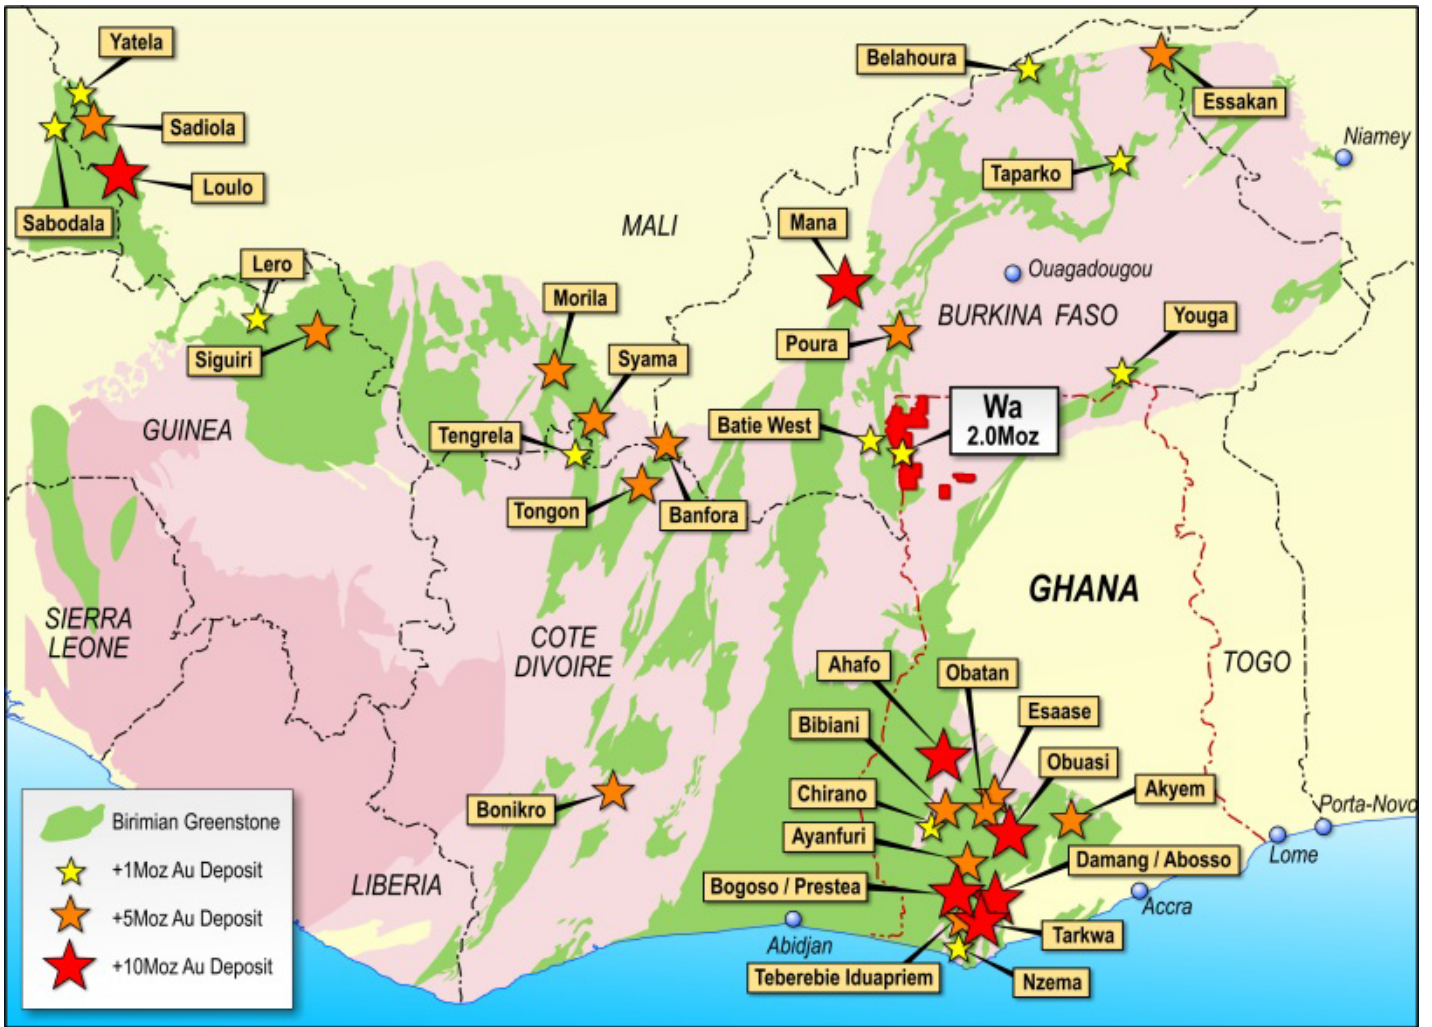 Yatela
Belahoura
Essakan
Sadiola
Niamey
Taparko
Loulo
Sabodala
MALI
Mana
Lero
Ouagadougou
Morila
BURKINA FASO
Youga
Poura
Siguiri
Syama
Wa
2.0Moz
GUINEA
Batie West
Tengrela
Tongon
Banfora
GHANA
SIERRA
LEONE
COTE
DIVOIRE
TOGO
Ahafo
Obatan
Esaase
Bibiani
Obuasi
Chirano
Akyem
Bonikro
Porta-Novo
Ayanfuri
Lome
Damang / Abosso
LIBERIA
Bogoso / Prestea
Accra
Abidjan
Tarkwa
Teberebie Iduapriem
Nzema
Birimian Greenstone
+1Moz Au Deposit
+5Moz Au Deposit
+10Moz Au Deposit